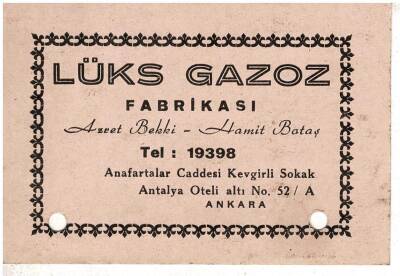 LÜKS GAZOZ
FABRİKASI
Azret Bekki - Hamit Botaş
Tel : 19398
Anafartalar Caddesi Kevgirli Sokak
Antalya Oteli altı No. 52 / A
ANKARA